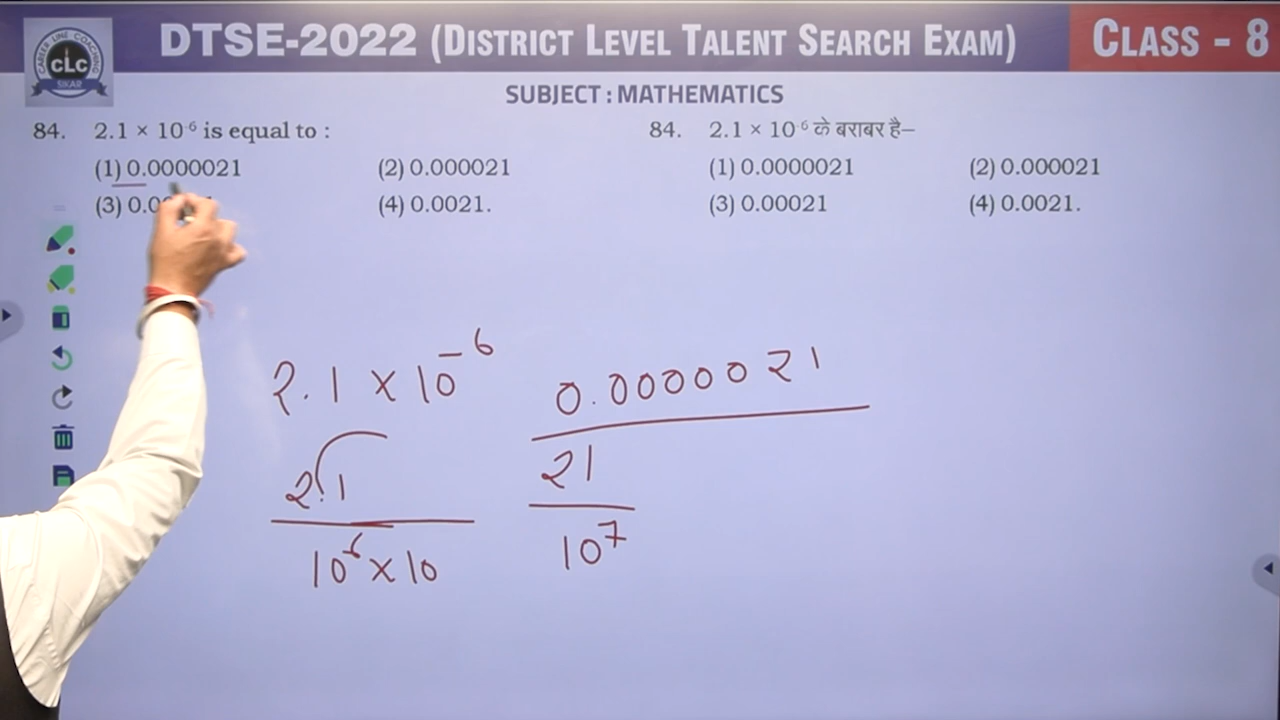 CAREER LINE COACHING
CLC
SIKAR
DTSE-2022 (DISTRICT LEVEL TALENT SEARCH EXAM)
CLASS - 8
SUBJECT : MATHEMATICS
84. 2.1 × 10⁻⁶ is equal to :
(1) 0.0000021 (2) 0.000021
(3) 0.0 (4) 0.0021.
84. 2.1 × 10⁻⁶ के बराबर है–
(1) 0.0000021 (2) 0.000021
(3) 0.00021 (4) 0.0021.
2.1 × 10⁻⁶
2.1
10⁶ × 10
0.0000021
21
10⁷